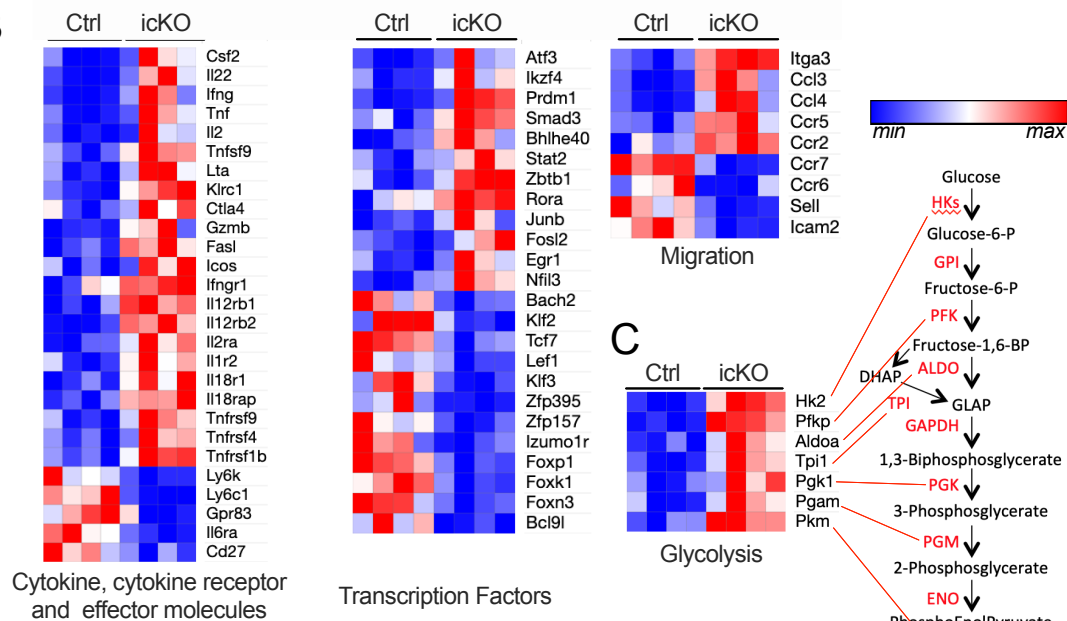 Ctrl icKO
Csf2
Il22
Ifng
Tnf
Il2
Tnfsf9
Lta
Klrc1
Ctla4
Gzmb
Fasl
Icos
Ifngr1
Il12rb1
Il12rb2
Il2ra
Il1r2
Il18r1
Il18rap
Tnfrsf9
Tnfrsf4
Tnfrsf1b
Ly6k
Ly6c1
Gpr83
Il6ra
Cd27
Cytokine, cytokine receptor
and effector molecules
Ctrl icKO
Atf3
Ikzf4
Prdm1
Smad3
Bhlhe40
Stat2
Zbtb1
Rora
Junb
Fosl2
Egr1
Nfil3
Bach2
Klf2
Tcf7
Lef1
Klf3
Zfp395
Zfp157
Izumo1r
Foxp1
Foxk1
Foxn3
Bcl9l
Transcription Factors
Ctrl icKO
Itga3
Ccl3
Ccl4
Ccr5
Ccr2
Ccr7
Ccr6
Sell
Icam2
Migration
min max
C
Ctrl icKO
Hk2
Pfkp
Aldoa
Tpi1
Pgk1
Pgam
Pkm
Glycolysis
Glucose
HKs
Glucose-6-P
GPI
Fructose-6-P
PFK
Fructose-1,6-BP
DHAP
ALDO
TPI
GLAP
GAPDH
1,3-Biphosphosglycerate
PGK
3-Phosphosglycerate
PGM
2-Phosphoglycerate
ENO
PhosphoEnolPyruvate